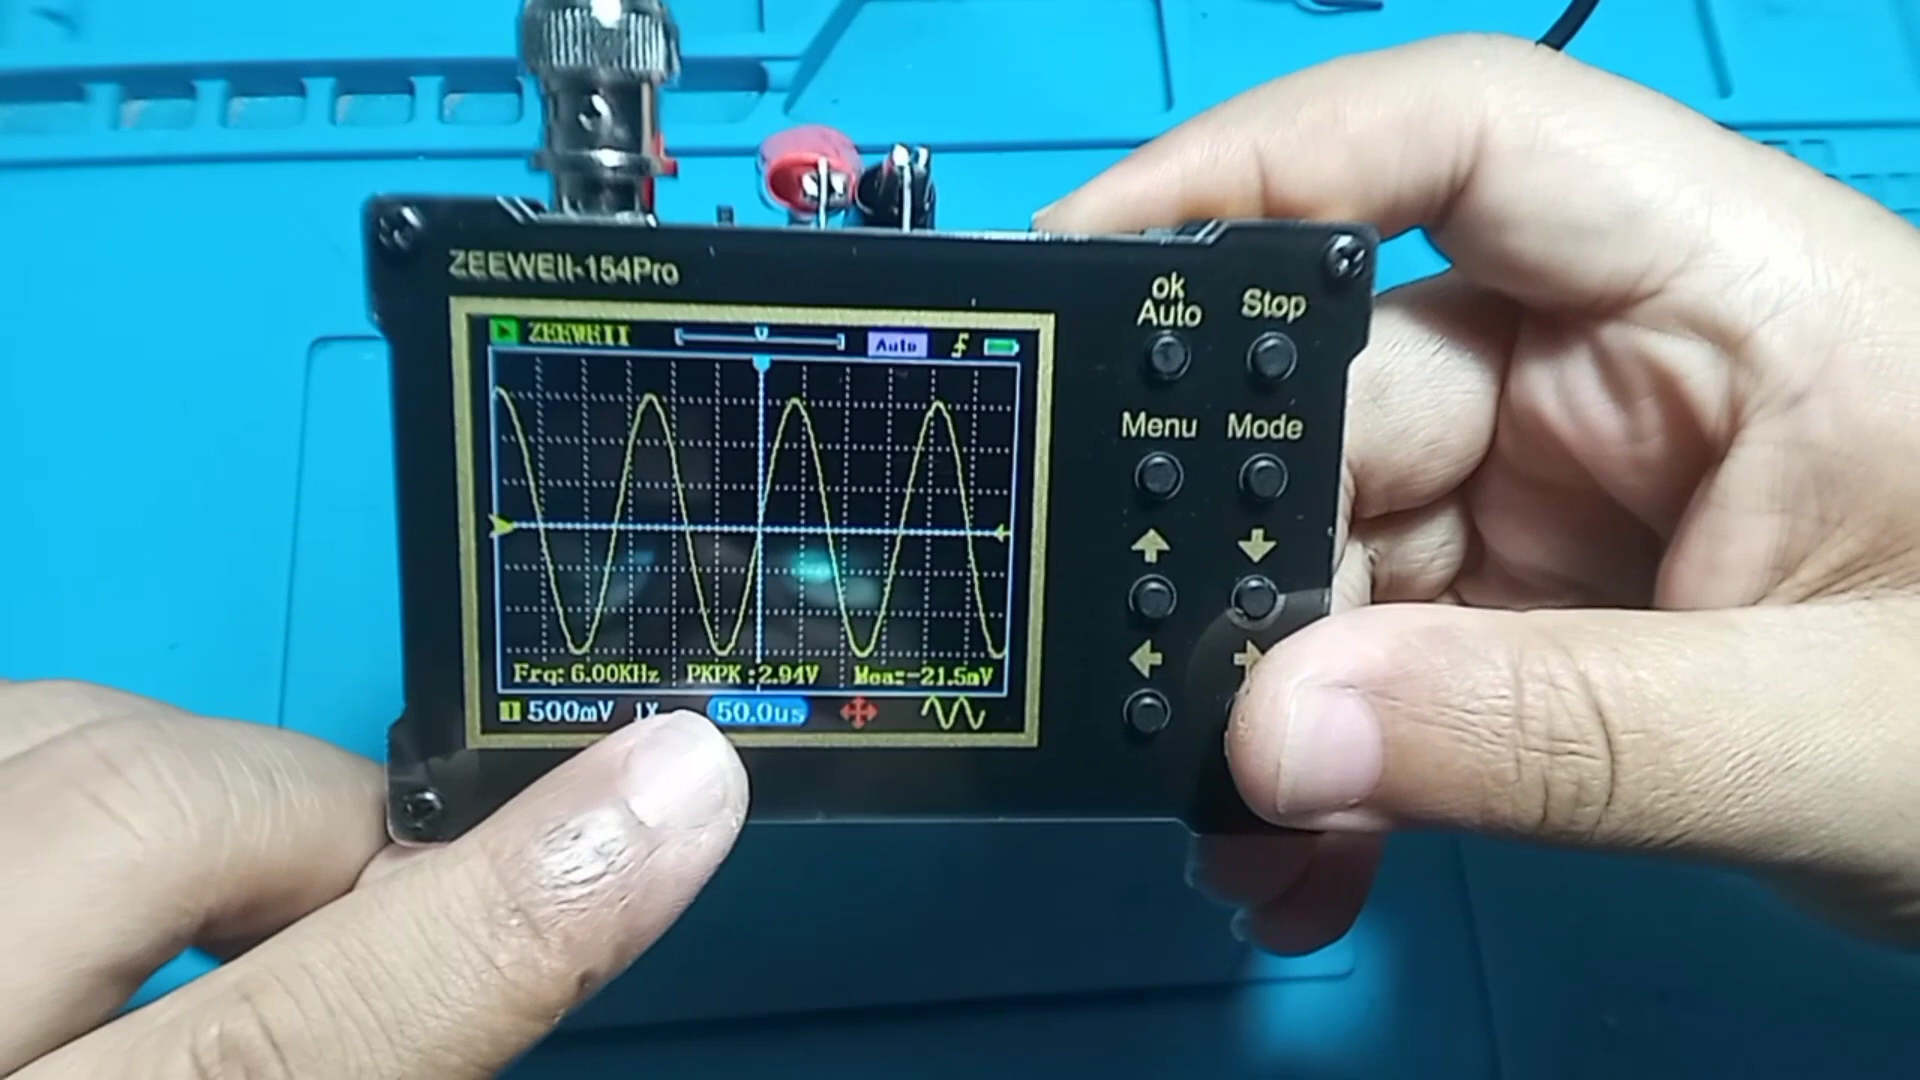 ZEEWEII-154Pro
ok
Auto
Stop
ZEEWEII
Auto
Menu
Mode
Frq: 6.00KHz PKPK :2.94V Mea:-21.5mV
1 500mV 1X 50.0us